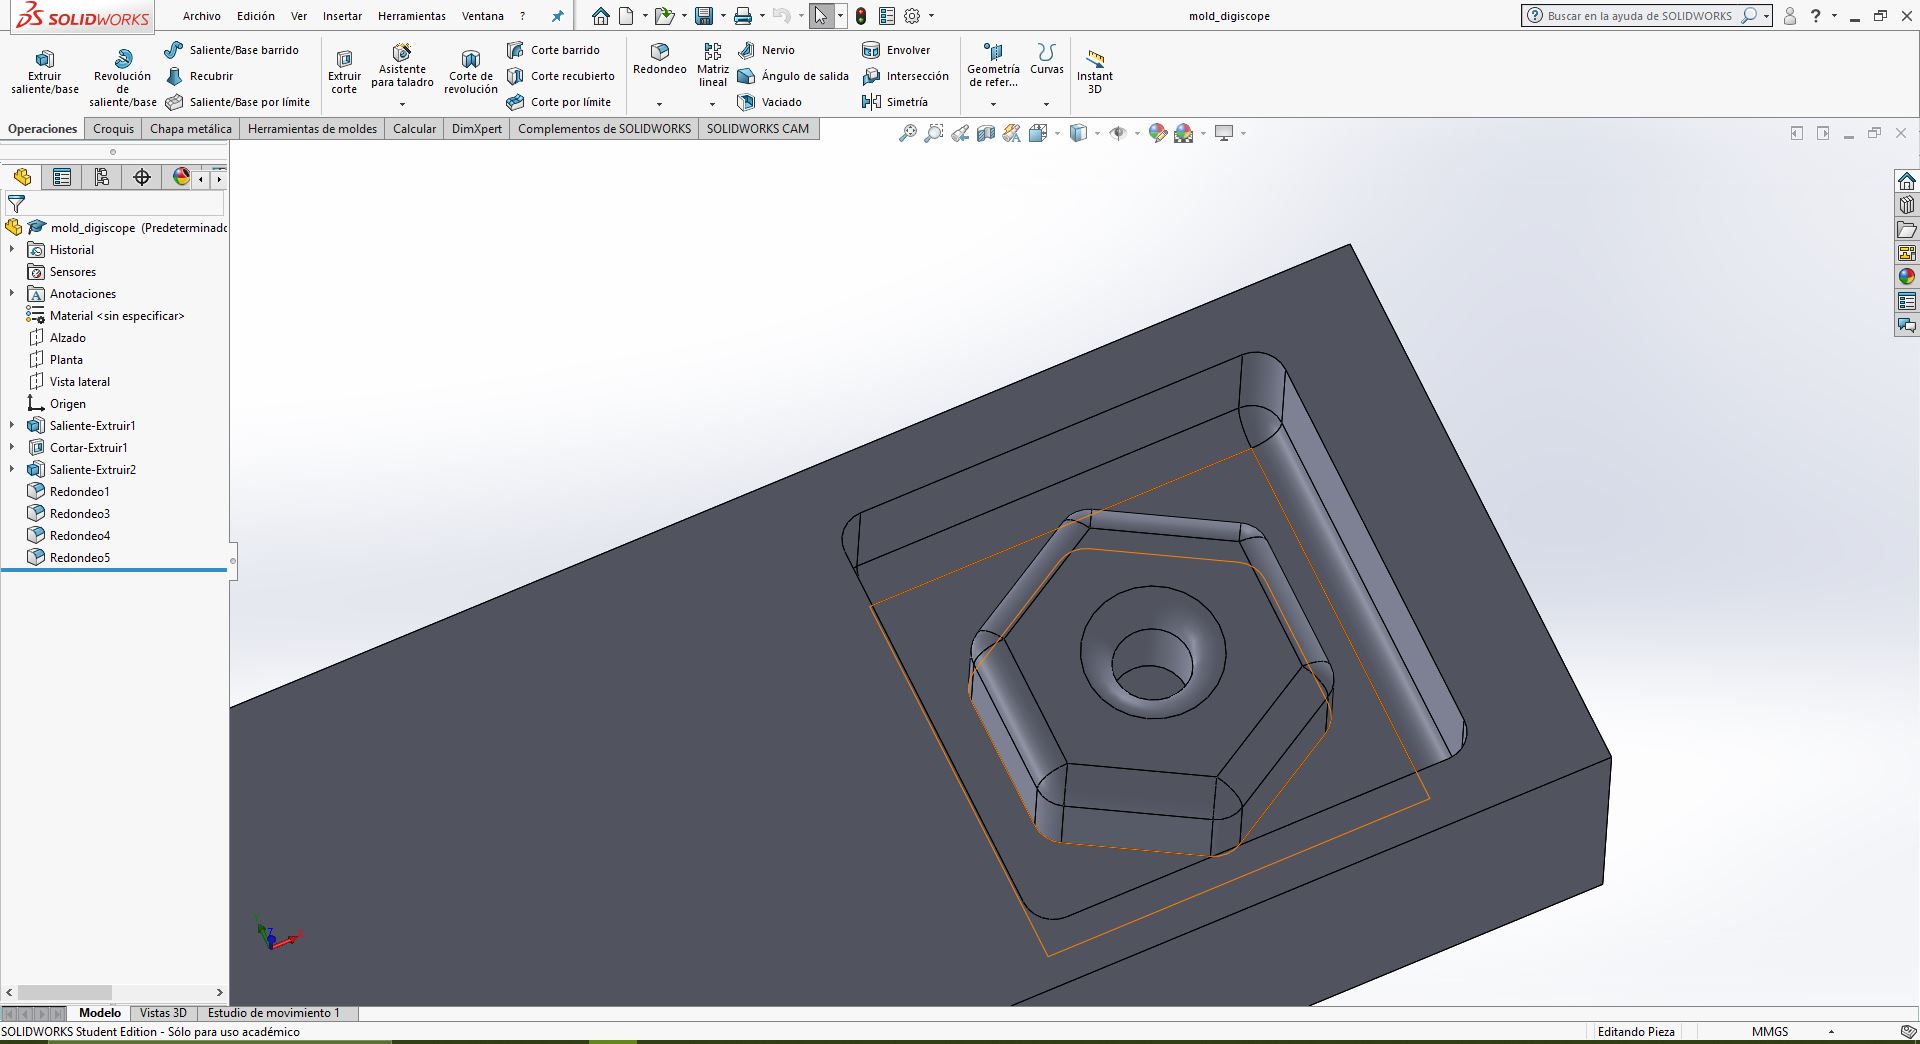 SOLIDWORKS
Archivo Edición Ver Insertar Herramientas Ventana ?
mold_digiscope
Buscar en la ayuda de SOLIDWORKS
?
Extruir saliente/base
Revolución de saliente/base
Saliente/Base barrido
Recubrir
Saliente/Base por límite
Extruir corte
Asistente para taladro
Corte de revolución
Corte barrido
Corte recubierto
Corte por límite
Redondeo
Matriz lineal
Nervio
Ángulo de salida
Vaciado
Envolver
Intersección
Simetría
Geometría de refer...
Curvas
Instant 3D
Operaciones Croquis Chapa metálica Herramientas de moldes Calcular DimXpert Complementos de SOLIDWORKS SOLIDWORKS CAM
mold_digiscope (Predeterminado
Historial
Sensores
Anotaciones
Material <sin especificar>
Alzado
Planta
Vista lateral
Origen
Saliente-Extruir1
Cortar-Extruir1
Saliente-Extruir2
Redondeo1
Redondeo3
Redondeo4
Redondeo5
Z
Modelo Vistas 3D Estudio de movimiento 1
SOLIDWORKS Student Edition - Sólo para uso académico
Editando Pieza
MMGS